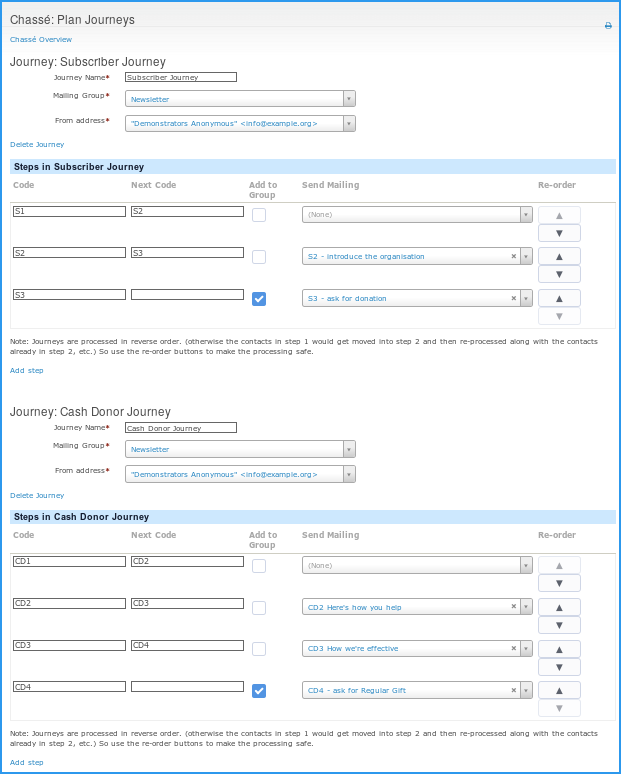 Chassé: Plan Journeys
Chassé Overview
Journey: Subscriber Journey
Journey Name* Subscriber Journey
Mailing Group* Newsletter
From address* "Demonstrators Anonymous" <info@example.org>
Delete Journey
Steps in Subscriber Journey
Code Next Code Add to Group Send Mailing Re-order
S1 S2 (None)
S2 S3 S2 - introduce the organisation
S3 S3 - ask for donation
Note: Journeys are processed in reverse order. (otherwise the contacts in step 1 would get moved into step 2 and then re-processed along with the contacts
already in step 2, etc.) So use the re-order buttons to make the processing safe.
Add step
Journey: Cash Donor Journey
Journey Name* Cash Donor Journey
Mailing Group* Newsletter
From address* "Demonstrators Anonymous" <info@example.org>
Delete Journey
Steps in Cash Donor Journey
Code Next Code Add to Group Send Mailing Re-order
CD1 CD2 (None)
CD2 CD3 CD2 Here's how you help
CD3 CD4 CD3 How we're effective
CD4 CD4 - ask for Regular Gift
Note: Journeys are processed in reverse order. (otherwise the contacts in step 1 would get moved into step 2 and then re-processed along with the contacts
already in step 2, etc.) So use the re-order buttons to make the processing safe.
Add step